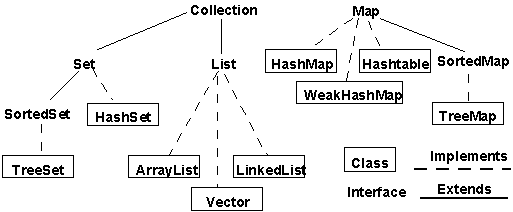 Collection Map
Set List HashMap Hashtable SortedMap
WeakHashMap
SortedSet HashSet TreeMap
TreeSet ArrayList LinkedList Class Implements
Vector Interface Extends